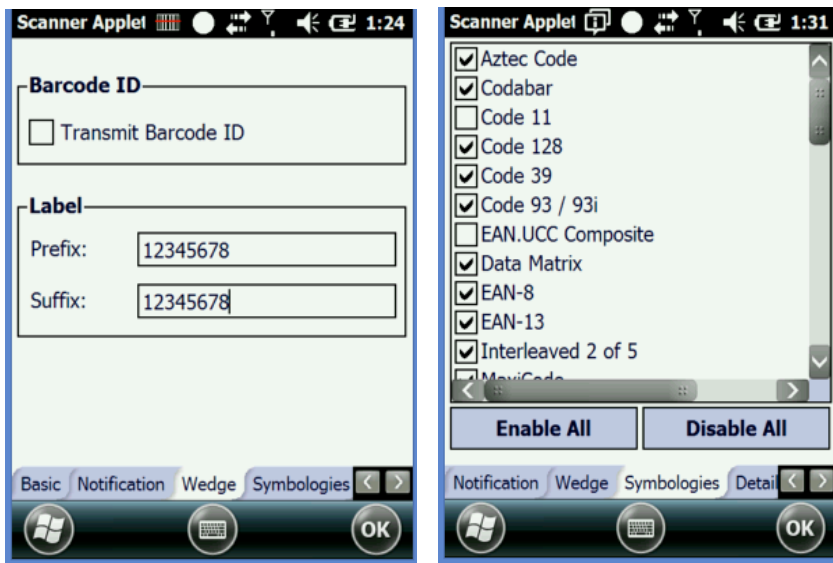 Scanner Applet 1:24
Barcode ID
Transmit Barcode ID
Label
Prefix: 12345678
Suffix: 12345678
Basic Notification Wedge Symbologies
OK
Scanner Applet 1:31
Aztec Code
Codabar
Code 11
Code 128
Code 39
Code 93 / 93i
EAN.UCC Composite
Data Matrix
EAN-8
EAN-13
Interleaved 2 of 5
MaxiCode
Enable All Disable All
Notification Wedge Symbologies Detail
OK